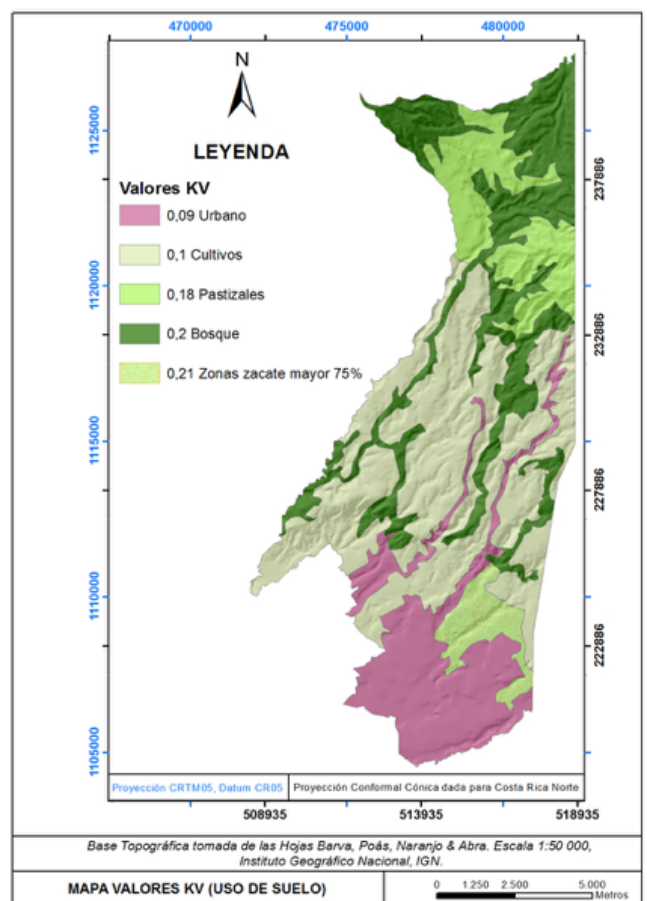 470000 475000 480000
N
LEYENDA
Valores KV
0,09 Urbano
0,1 Cultivos
0,18 Pastizales
0,2 Bosque
0,21 Zonas zacate mayor 75%
1125000
1120000
1115000
1110000
1105000
237886
232886
227886
222886
Proyección CRTM05, Datum CR05
Proyección Conformal Cónica dada para Costa Rica Norte
508935 513935 518935
Base Topográfica tomada de las Hojas Barva, Poás, Naranjo & Abra. Escala 1:50 000,
Instituto Geográfico Nacional, IGN.
MAPA VALORES KV (USO DE SUELO)
0 1.250 2.500 5.000
Metros